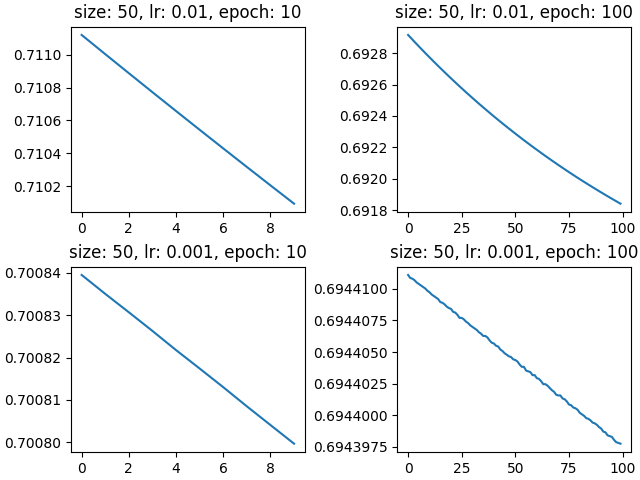 size: 50, lr: 0.01, epoch: 10
0.7110
0.7108
0.7106
0.7104
0.7102
0 2 4 6 8
size: 50, lr: 0.01, epoch: 100
0.6928
0.6926
0.6924
0.6922
0.6920
0.6918
0 25 50 75 100
size: 50, lr: 0.001, epoch: 10
0.70084
0.70083
0.70082
0.70081
0.70080
0 2 4 6 8
size: 50, lr: 0.001, epoch: 100
0.6944100
0.6944075
0.6944050
0.6944025
0.6944000
0.6943975
0 25 50 75 100